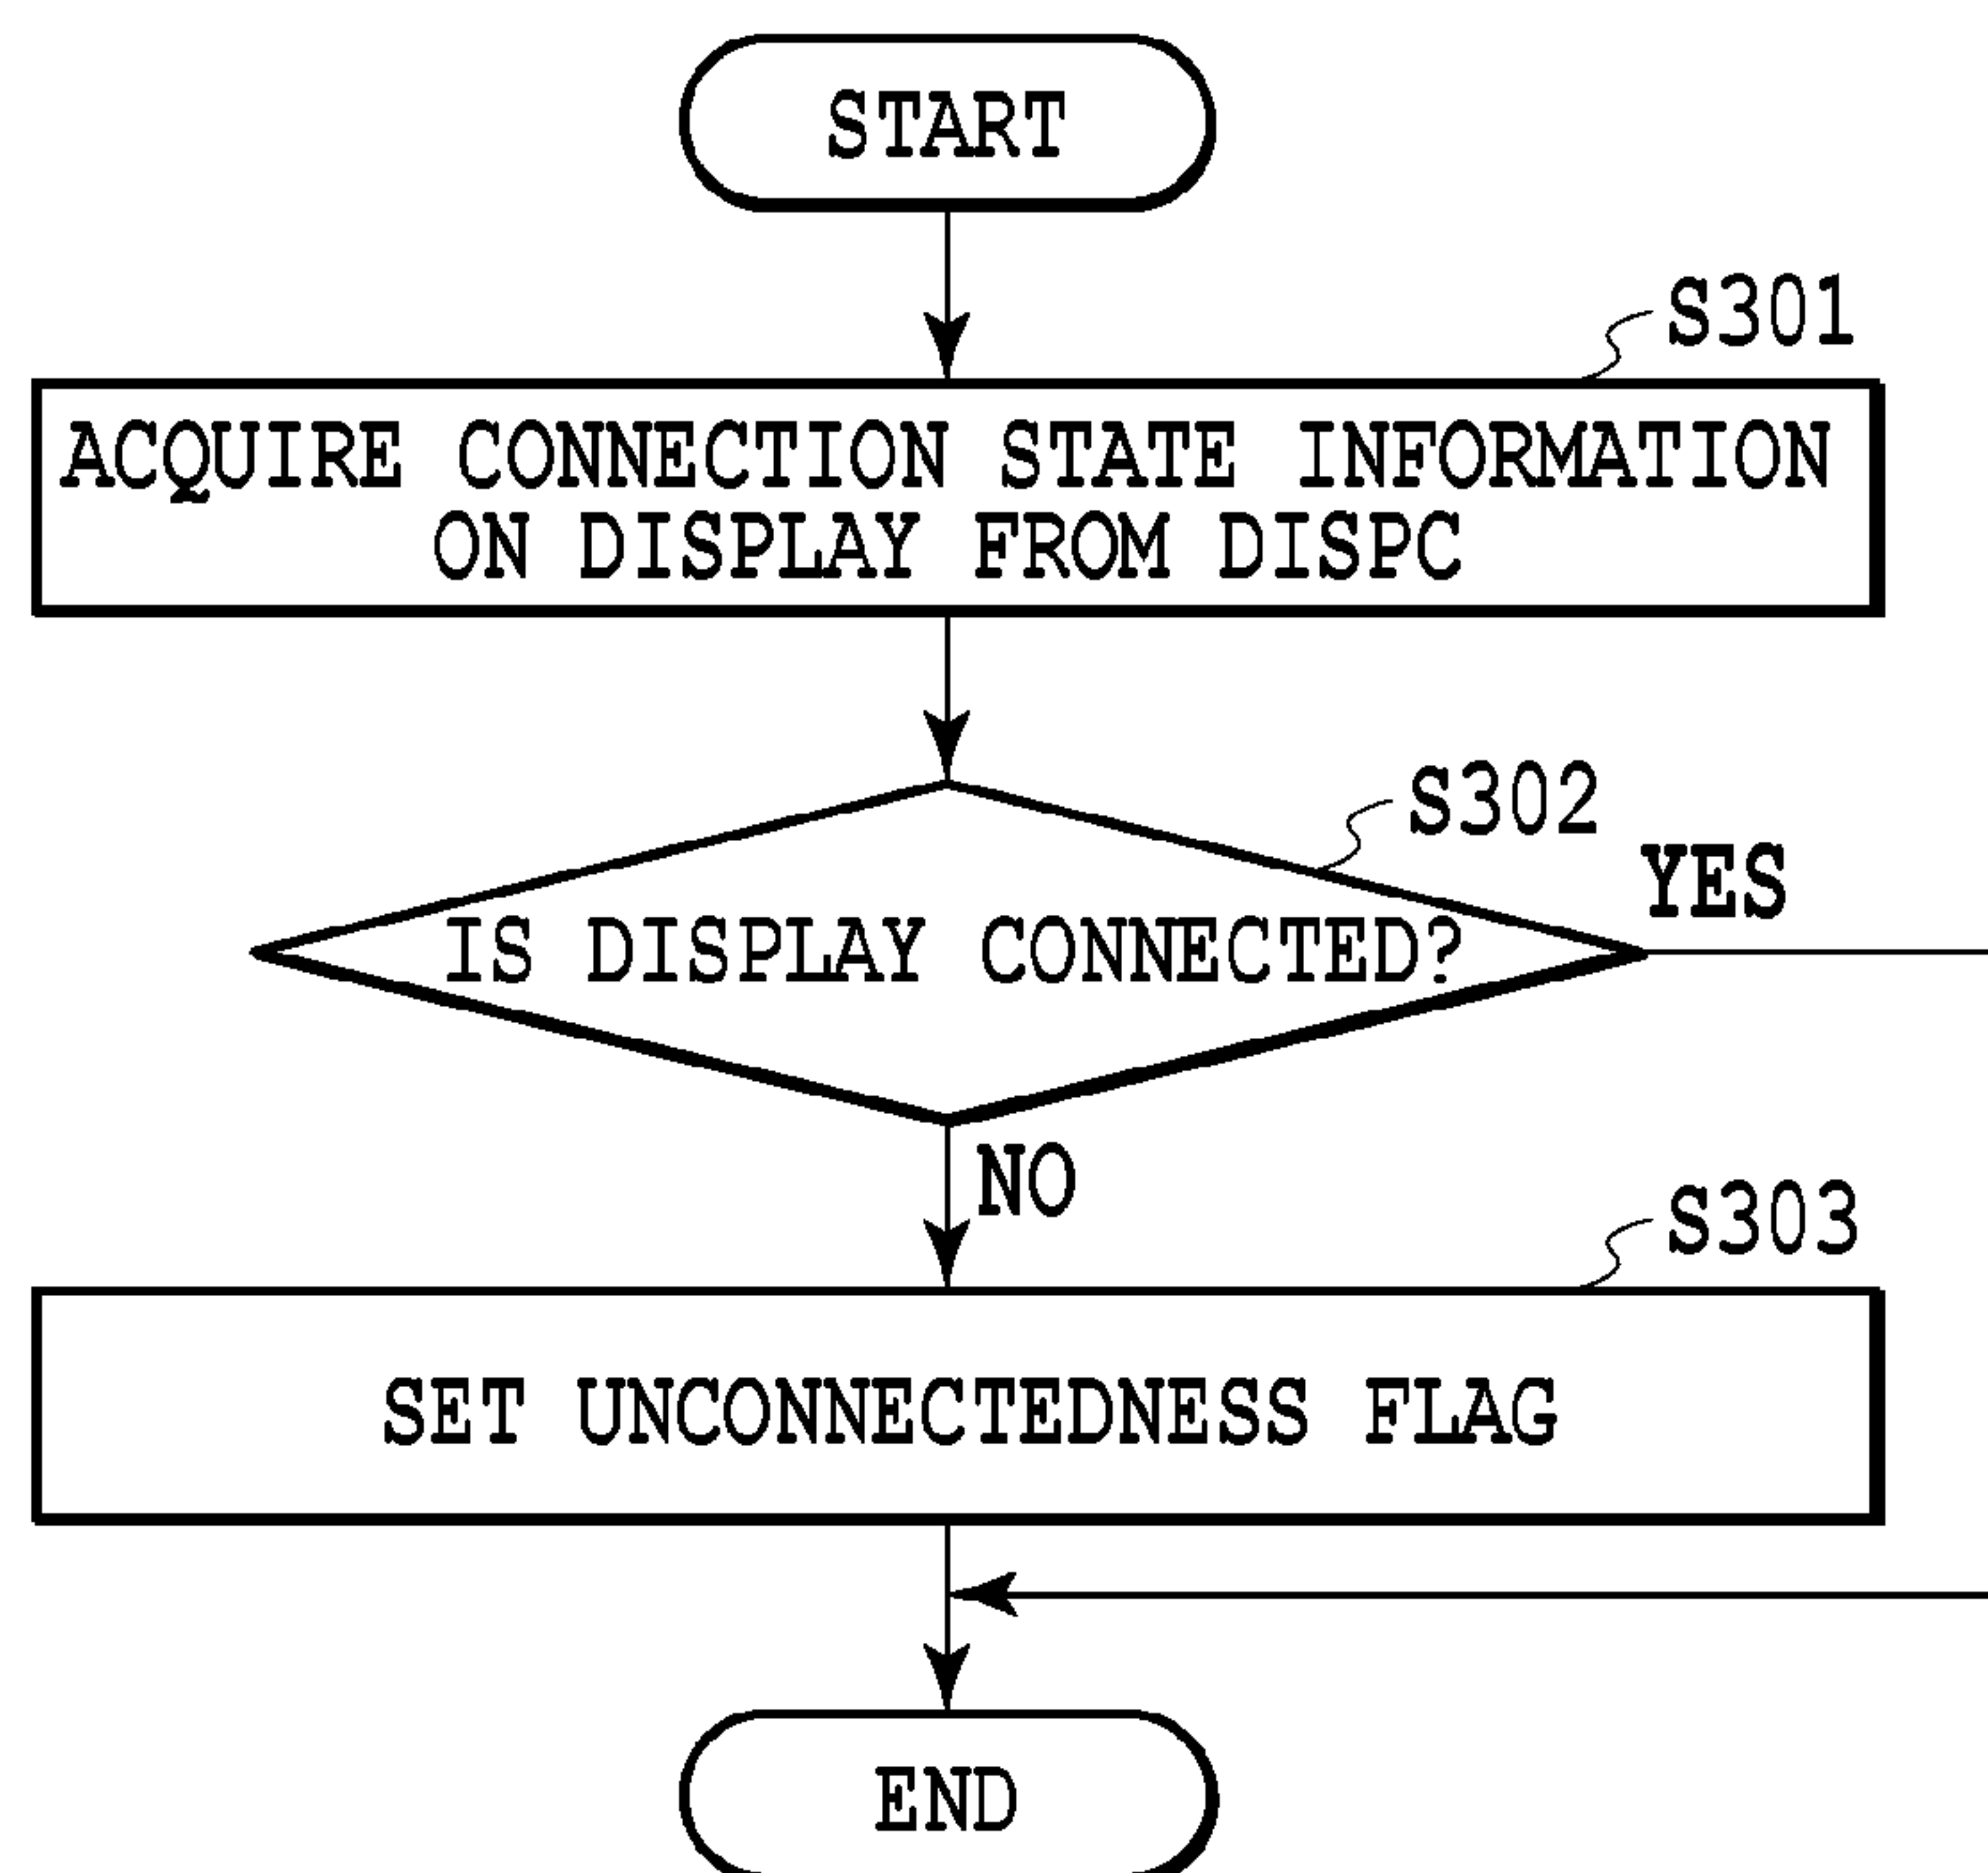 START
S301
ACQUIRE CONNECTION STATE INFORMATION
ON DISPLAY FROM DISPC
S302
YES
IS DISPLAY CONNECTED?
NO
S303
SET UNCONNECTEDNESS FLAG
END